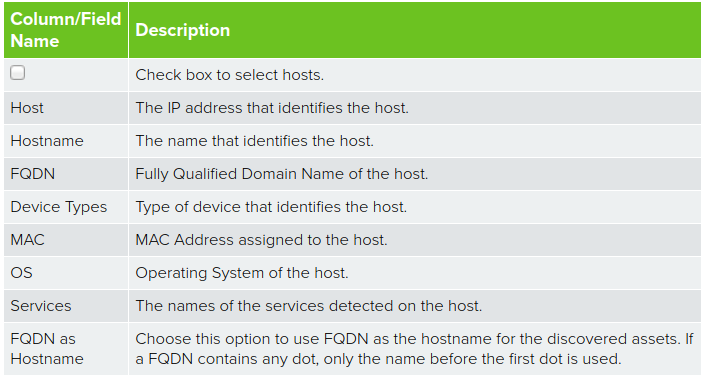 Column/Field Name Description
Check box to select hosts.
Host The IP address that identifies the host.
Hostname The name that identifies the host.
FQDN Fully Qualified Domain Name of the host.
Device Types Type of device that identifies the host.
MAC MAC Address assigned to the host.
OS Operating System of the host.
Services The names of the services detected on the host.
FQDN as Hostname Choose this option to use FQDN as the hostname for the discovered assets. If
a FQDN contains any dot, only the name before the first dot is used.